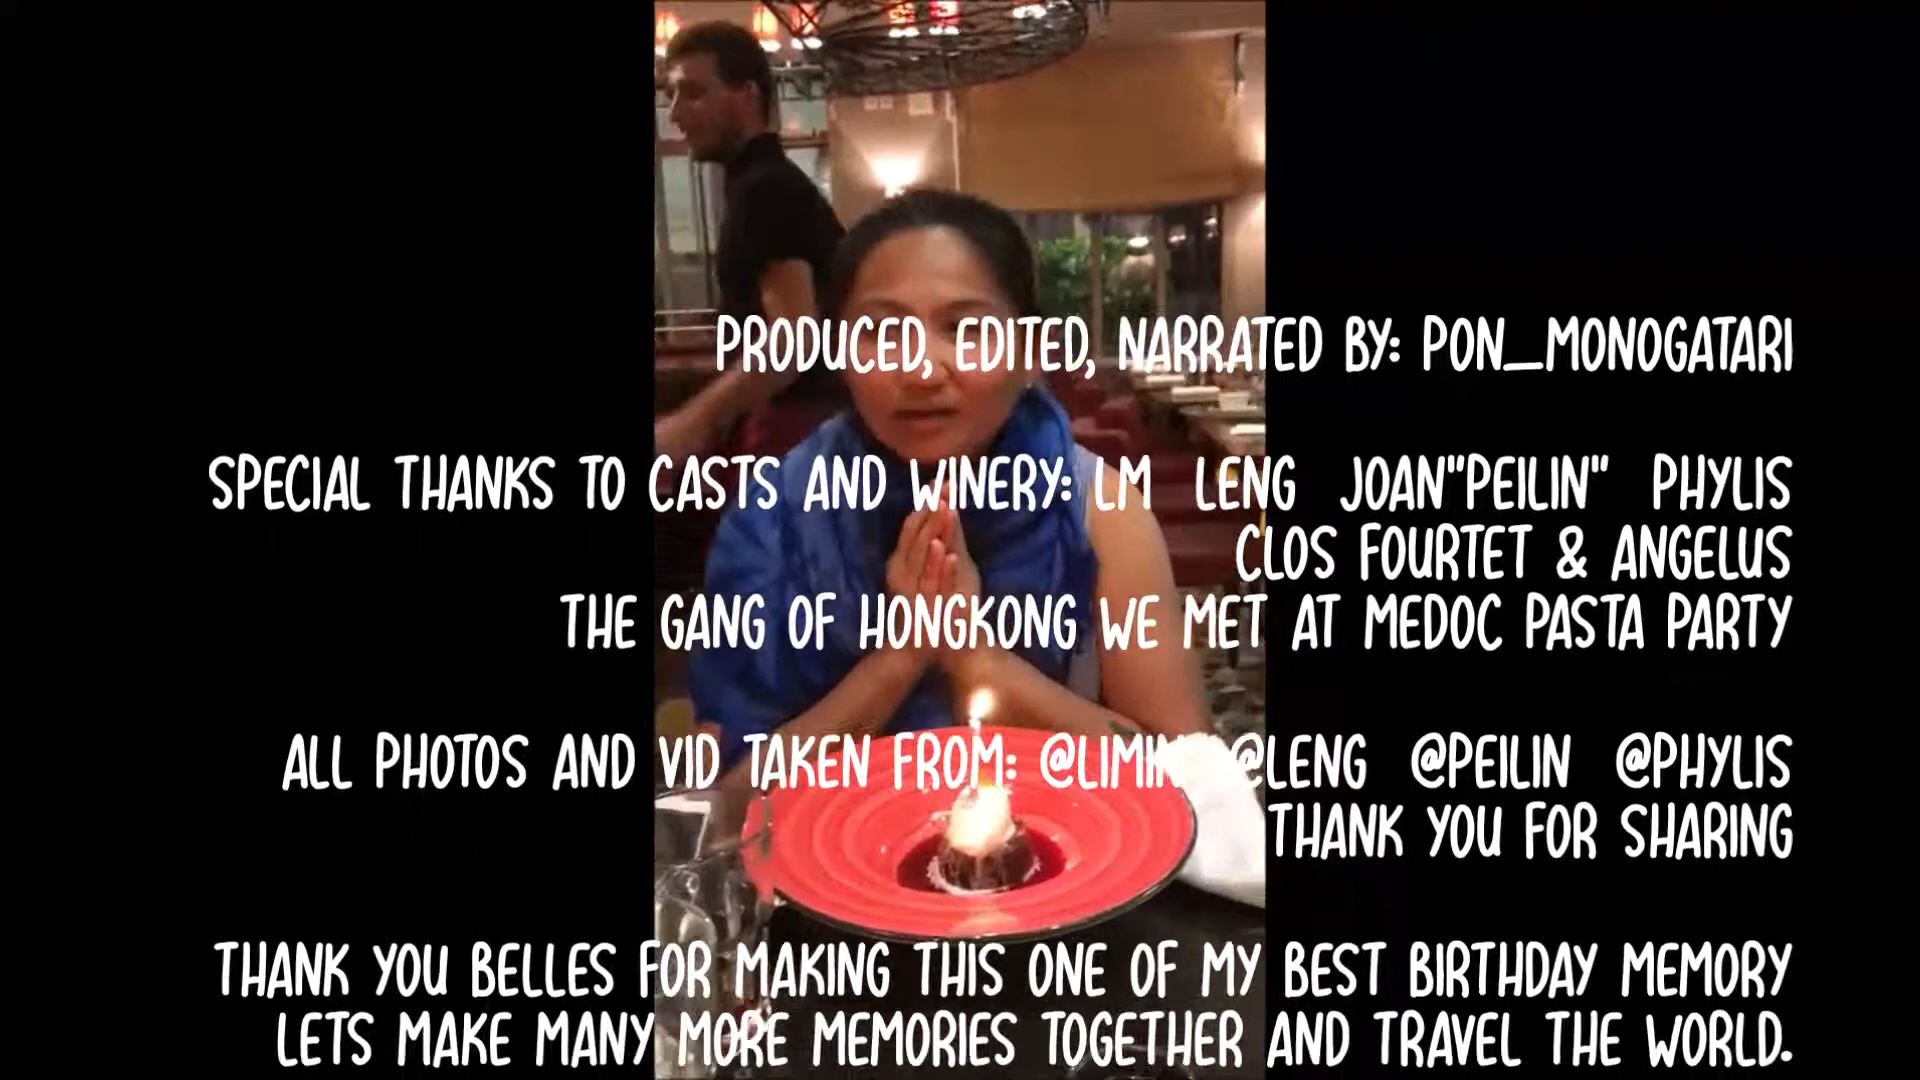 PRODUCED, EDITED, NARRATED BY: PON_MONOGATARI
SPECIAL THANKS TO CASTS AND WINERY: LM LENG JOAN"PEILIN" PHYLIS
CLOS FOURTET & ANGELUS
THE GANG OF HONGKONG WE MET AT MEDOC PASTA PARTY
ALL PHOTOS AND VID TAKEN FROM: @LENG @PEILIN @PHYLIS
THANK YOU FOR SHARING
THANK YOU BELLES FOR MAKING THIS ONE OF MY BEST BIRTHDAY MEMORY
LETS MAKE MANY MORE MEMORIES TOGETHER AND TRAVEL THE WORLD.